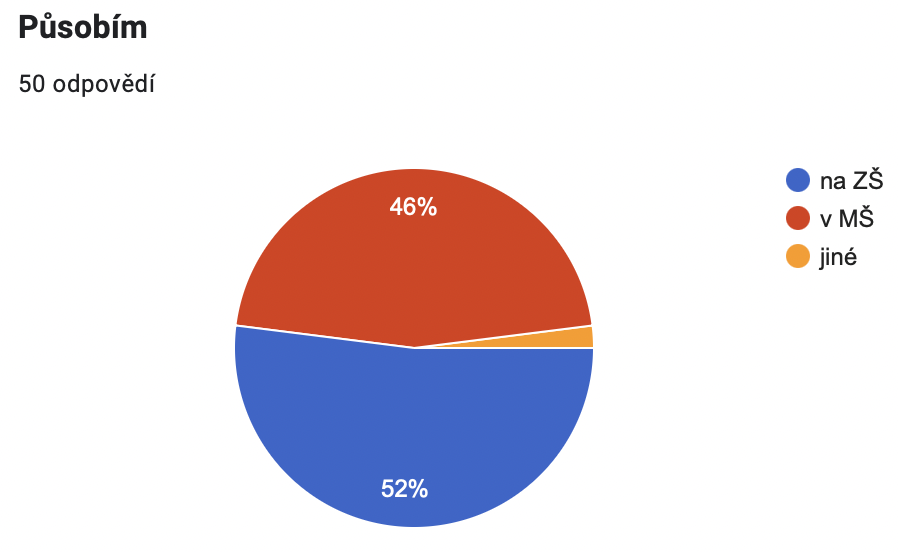 Působím
50 odpovědí
46%
52%
na ZŠ
v MŠ
jiné